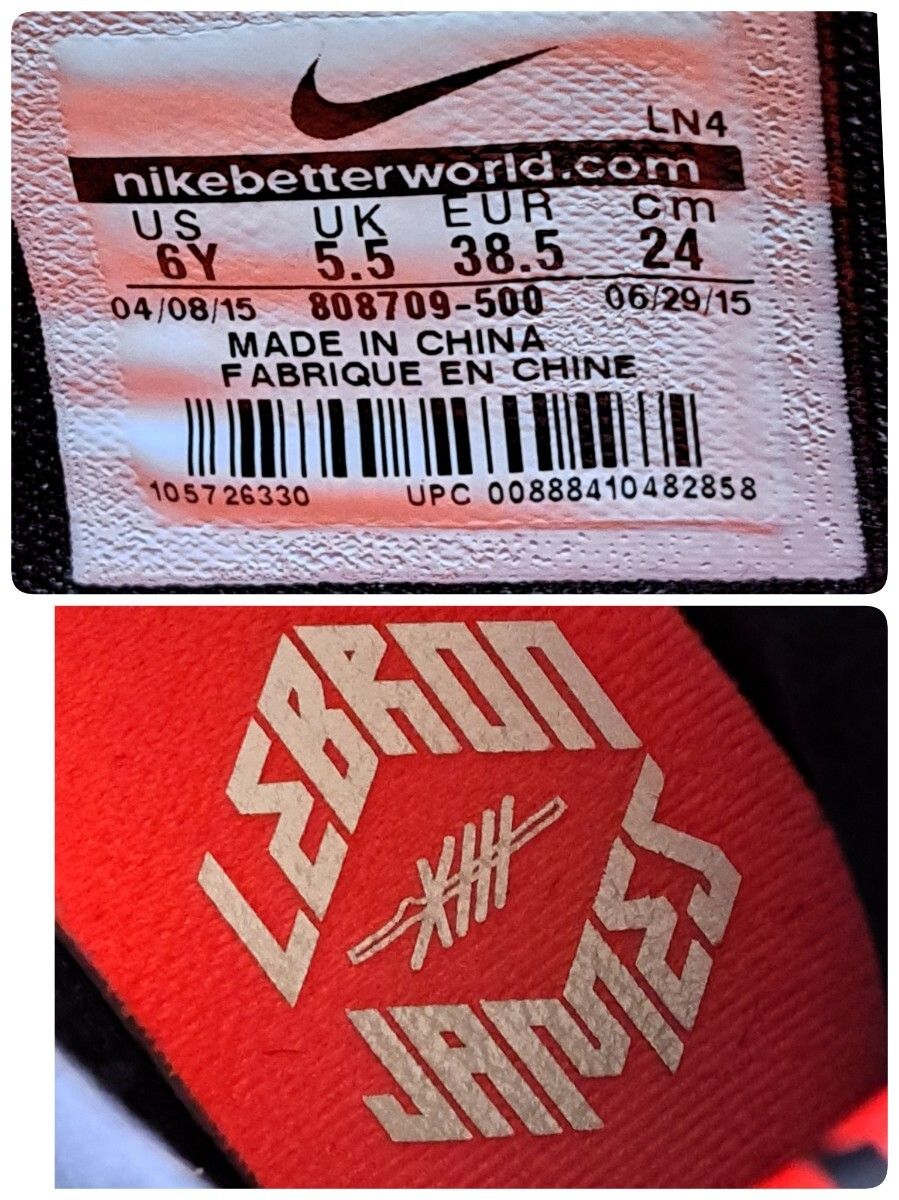 LN4
nikebetterworld.com
US UK EUR cm
6Y 5.5 38.5 24
04/08/15 808709-500 06/29/15
MADE IN CHINA
FABRIQUE EN CHINE
105726330 UPC 00888410482858
LEBRON
XIII
JAMES